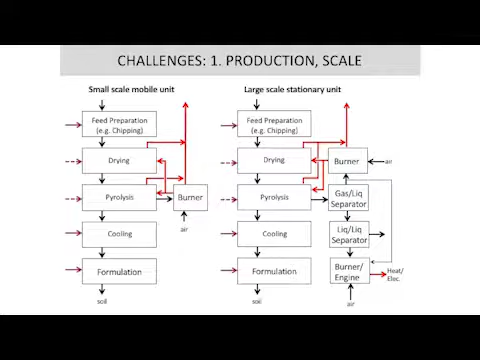 CHALLENGES: 1. PRODUCTION, SCALE
Small scale mobile unit
Feed Preparation
(e.g. Chipping)
Drying
Pyrolysis
Burner
air
Cooling
Formulation
soil
Large scale stationary unit
Feed Preparation
(e.g. Chipping)
Drying
Burner
air
Pyrolysis
Gas/Liq
Separator
Cooling
Liq/Liq
Separator
Formulation
Burner/
Engine
Heat/
Elec.
soil
air